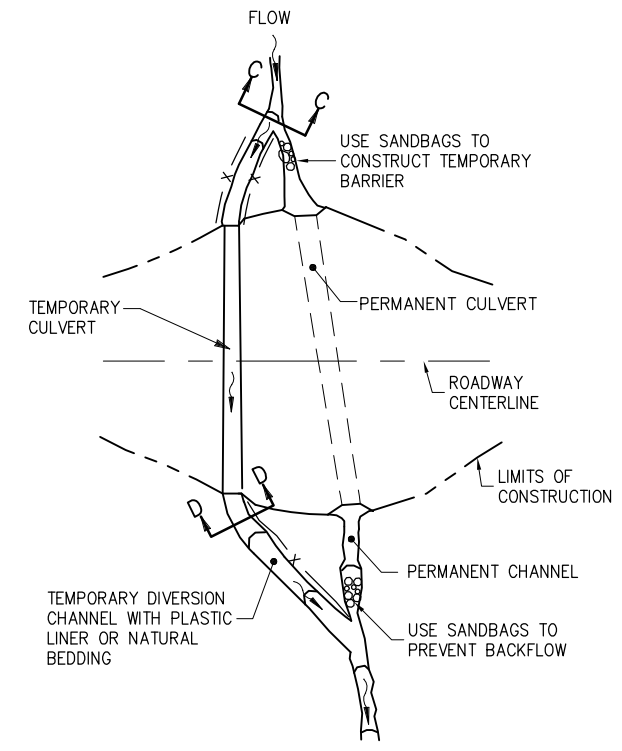 FLOW
C
C
USE SANDBAGS TO
CONSTRUCT TEMPORARY
BARRIER
PERMANENT CULVERT
TEMPORARY
CULVERT
ROADWAY
CENTERLINE
LIMITS OF
CONSTRUCTION
D
D
PERMANENT CHANNEL
TEMPORARY DIVERSION
CHANNEL WITH PLASTIC
LINER OR NATURAL
BEDDING
USE SANDBAGS TO
PREVENT BACKFLOW